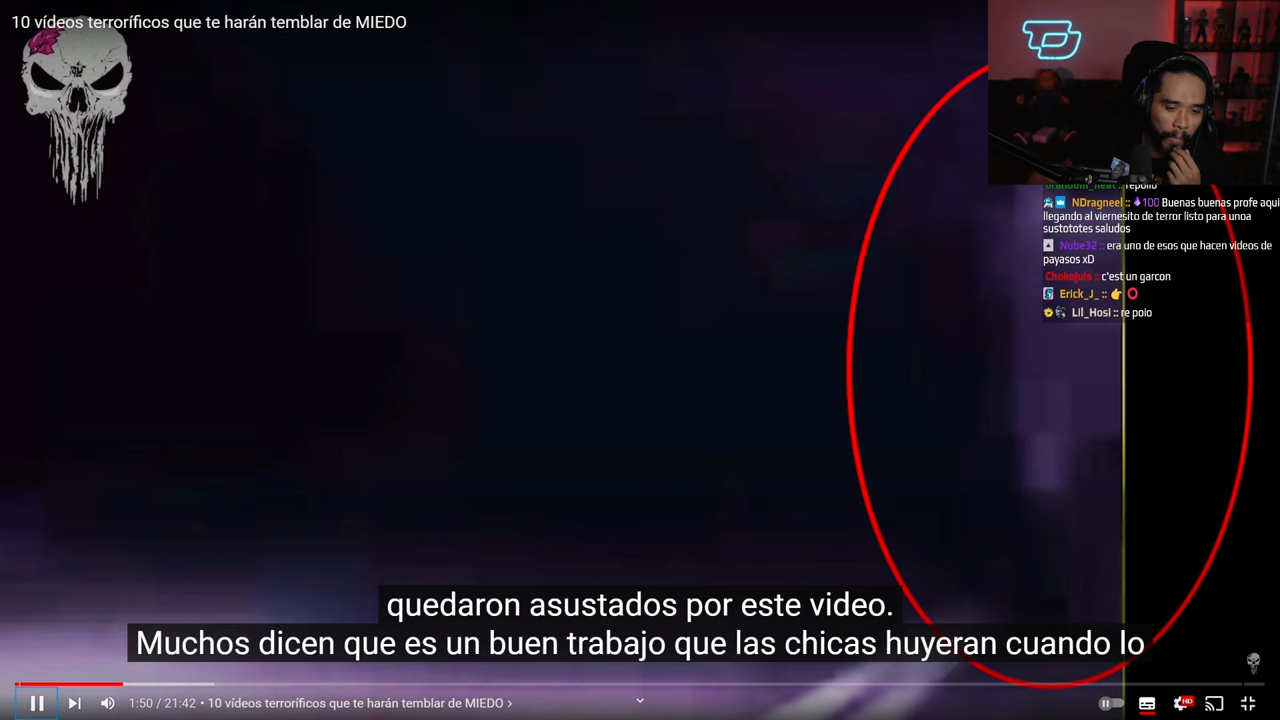 10 vídeos terroríficos que te harán temblar de MIEDO
NDragneel :: 100 Buenas buenas profe aqui
llegando al viernesito de terror listo para unoa
sustototes saludos
Nube32 :: era uno de esos que hacen videos de
payasos xD
Chokojuls :: c'est un garcon
Erick_J_ :: 👉 ⭕
Lil_Hosi :: re poio
quedaron asustados por este video.
Muchos dicen que es un buen trabajo que las chicas huyeran cuando lo
1:50 / 21:42 • 10 vídeos terroríficos que te harán temblar de MIEDO ›
HD